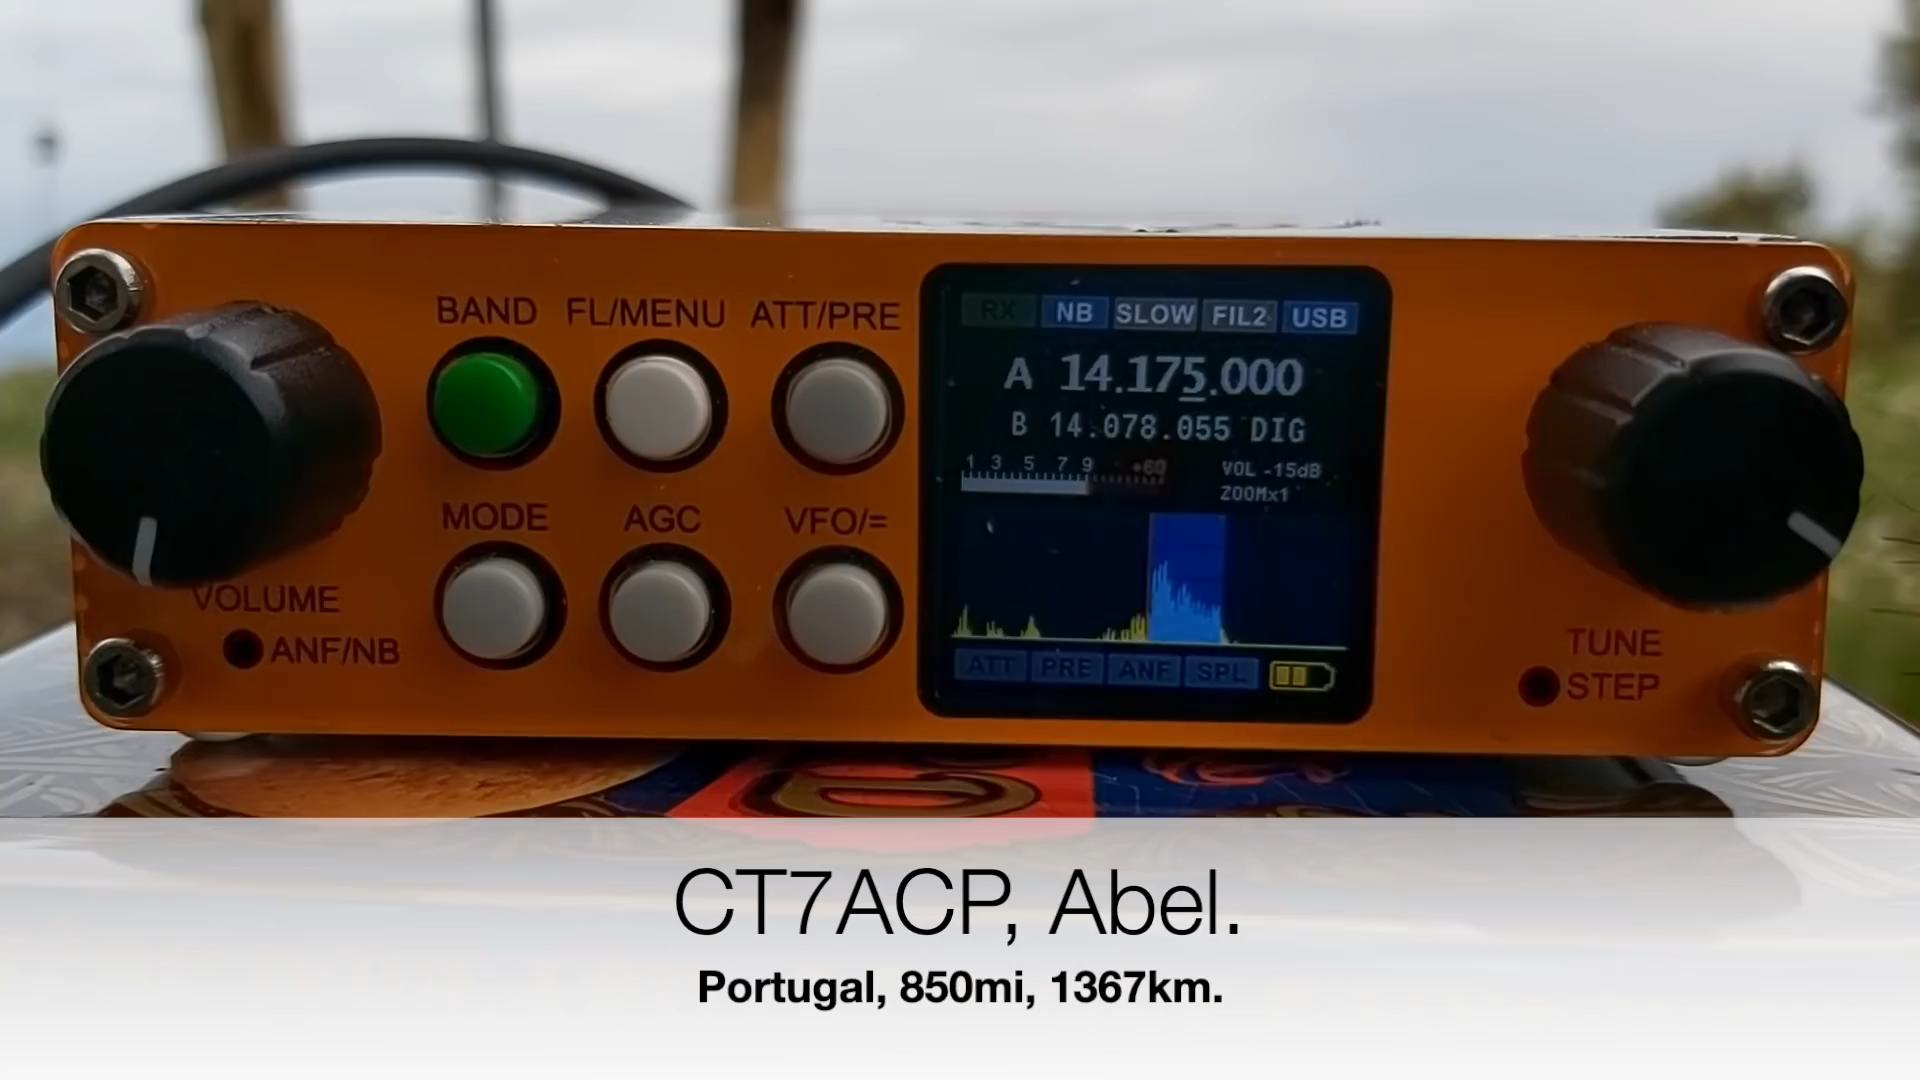 BAND FL/MENU ATT/PRE
MODE AGC VFO/=
VOLUME
ANF/NB
RX NB SLOW FIL2 USB
A 14.175.000
B 14.078.055 DIG
1 3 5 7 9 +60
VOL -15dB
ZOOMx1
ATT PRE ANF SPL
TUNE
STEP
CT7ACP, Abel.
Portugal, 850mi, 1367km.